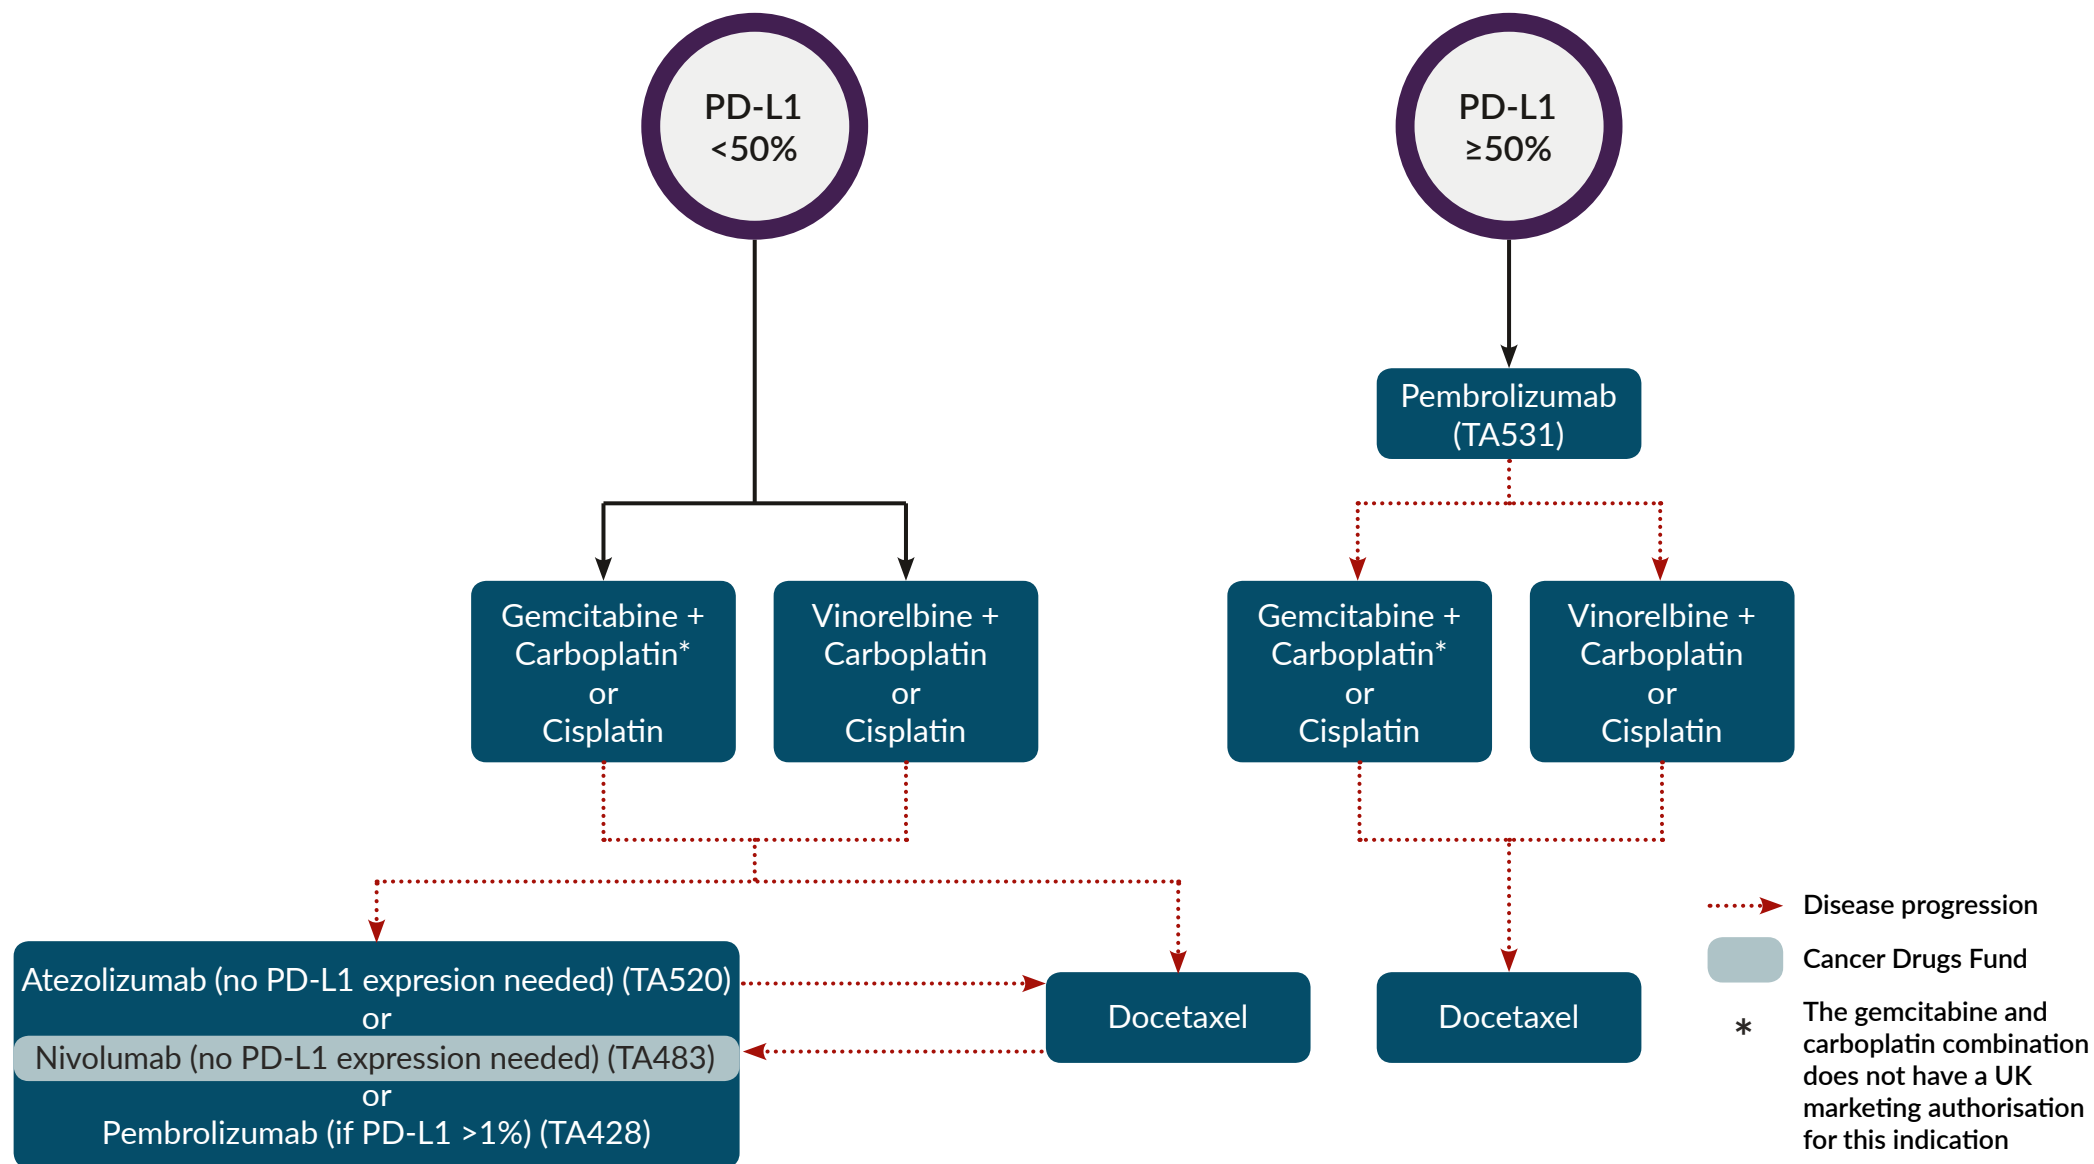 PD-L1
<50%
PD-L1
≥50%
Pembrolizumab
(TA531)
Gemcitabine +
Carboplatin*
or
Cisplatin
Vinorelbine +
Carboplatin
or
Cisplatin
Gemcitabine +
Carboplatin*
or
Cisplatin
Vinorelbine +
Carboplatin
or
Cisplatin
Atezolizumab (no PD-L1 expresion needed) (TA520)
or
Nivolumab (no PD-L1 expression needed) (TA483)
or
Pembrolizumab (if PD-L1 >1%) (TA428)
Docetaxel
Docetaxel
Disease progression
Cancer Drugs Fund
* The gemcitabine and
carboplatin combination
does not have a UK
marketing authorisation
for this indication